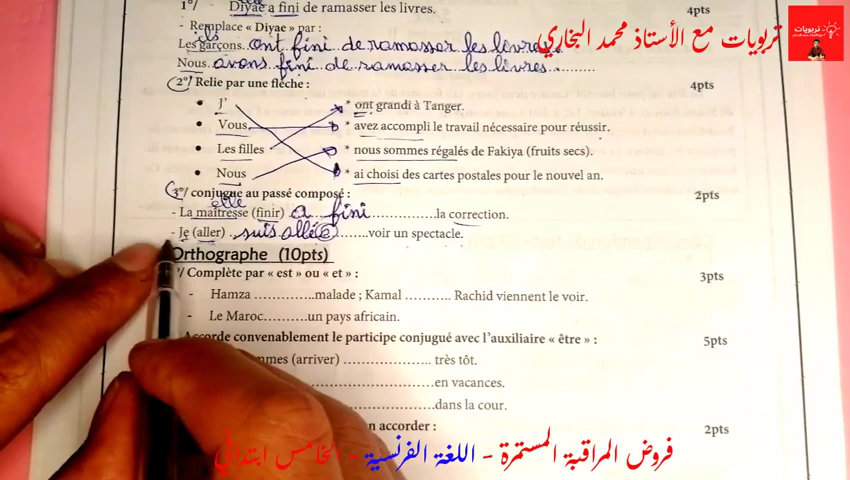 1°/ - Diyae a fini de ramasser les livres. 4pts
- Remplace « Diyae » par :
ils
Les garçons. ont fini de ramasser les livres.
Nous. avons fini de ramasser les livres...
تربويات مع الأستاذ محمد البخاري
تربويات
2°/ Relie par une flèche : 4pts
• J' * ont grandi à Tanger.
• Vous * avez accompli le travail nécessaire pour réussir.
• Les filles * nous sommes régalés de Fakiya (fruits secs).
• Nous * ai choisi des cartes postales pour le nouvel an.
3°/ conjugue au passé composé : 2pts
elle
- La maitresse (finir) a fini la correction.
- Je (aller) suis allé(e) voir un spectacle.
Orthographe (10pts)
°/ Complète par « est » ou « et » : 3pts
- Hamza ............malade ; Kamal .......... Rachid viennent le voir.
- Le Maroc..........un pays africain.
Accorde convenablement le participe conjugué avec l'auxiliaire « être » : 5pts
mmes (arriver) ..................... très tôt.
en vacances.
dans la cour.
n accorder : 2pts
فروض المراقبة المستمرة - اللغة الفرنسية - الخامس ابتدائي